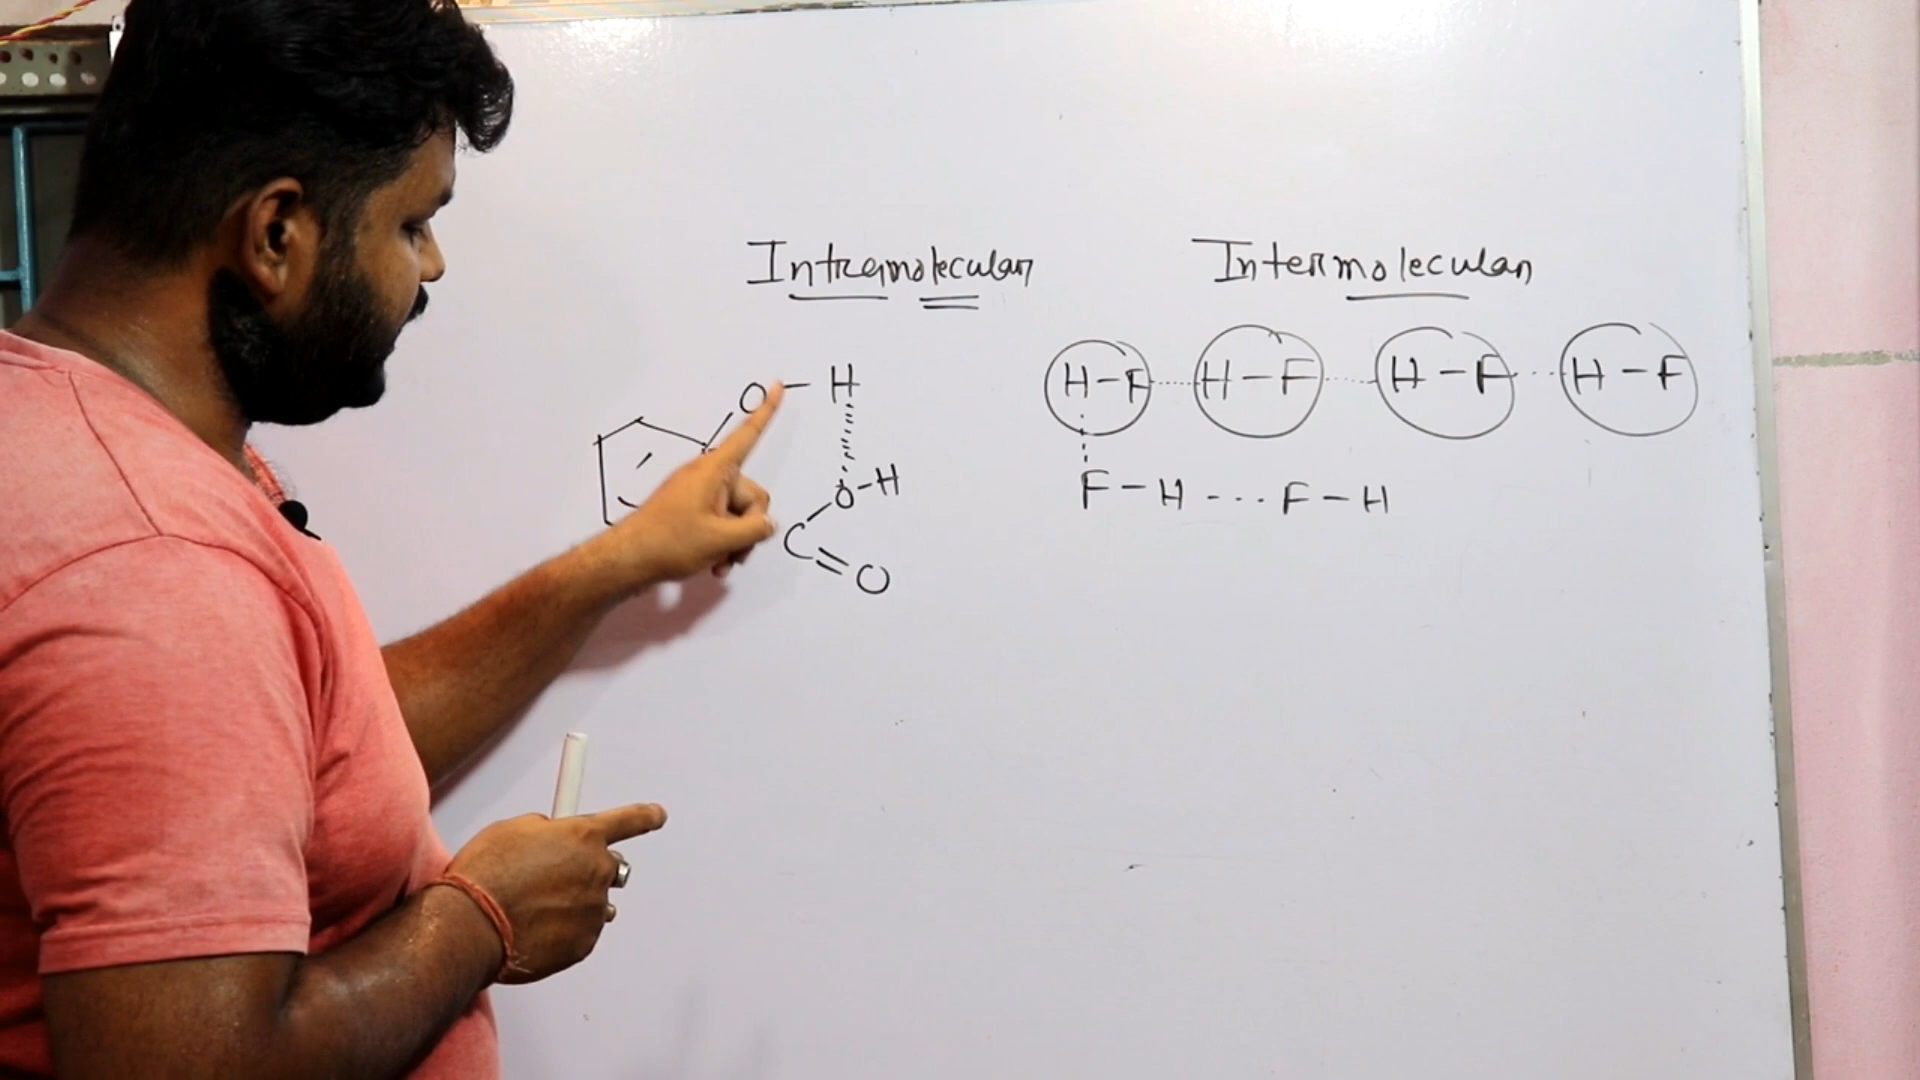 Intramolecular
Intermolecular
O-H
H-F.....H-F.....H-F.....H-F
O-H
F-H----F-H
C=O